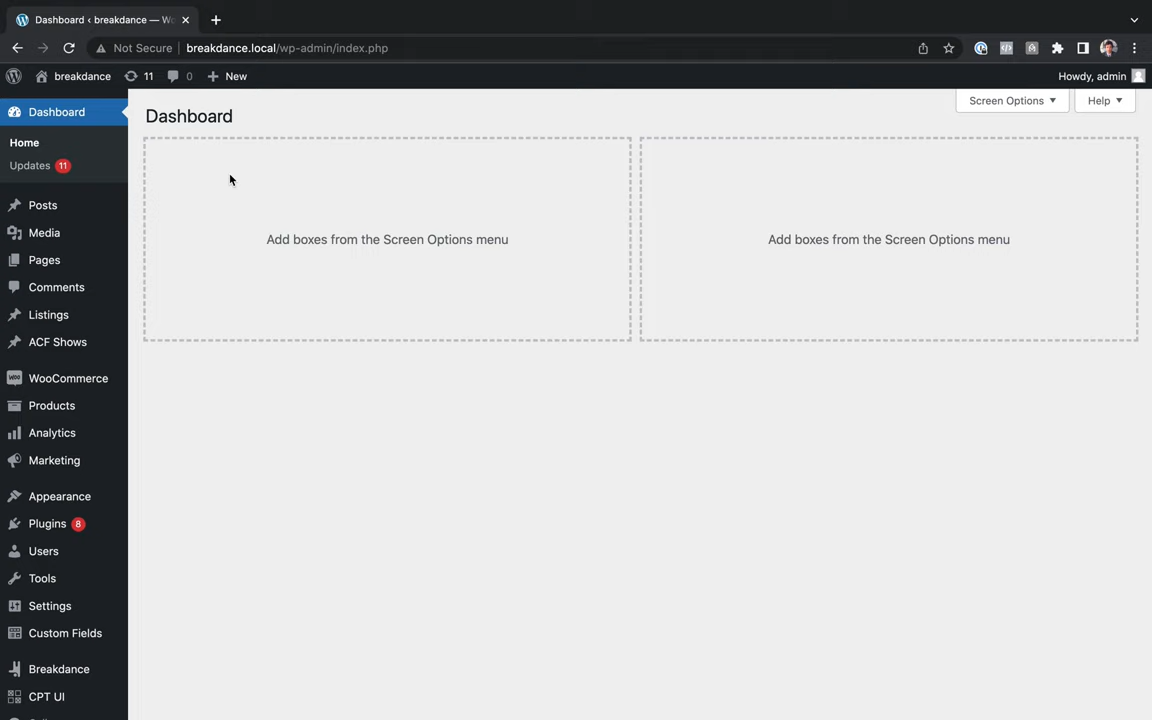 Dashboard ‹ breakdance — Wo
Not Secure breakdance.local/wp-admin/index.php
breakdance 11 0 New Howdy, admin
Dashboard
Home
Updates 11
Posts
Media
Pages
Comments
Listings
ACF Shows
WooCommerce
Products
Analytics
Marketing
Appearance
Plugins 8
Users
Tools
Settings
Custom Fields
Breakdance
CPT UI
Screen Options Help
Dashboard
Add boxes from the Screen Options menu
Add boxes from the Screen Options menu